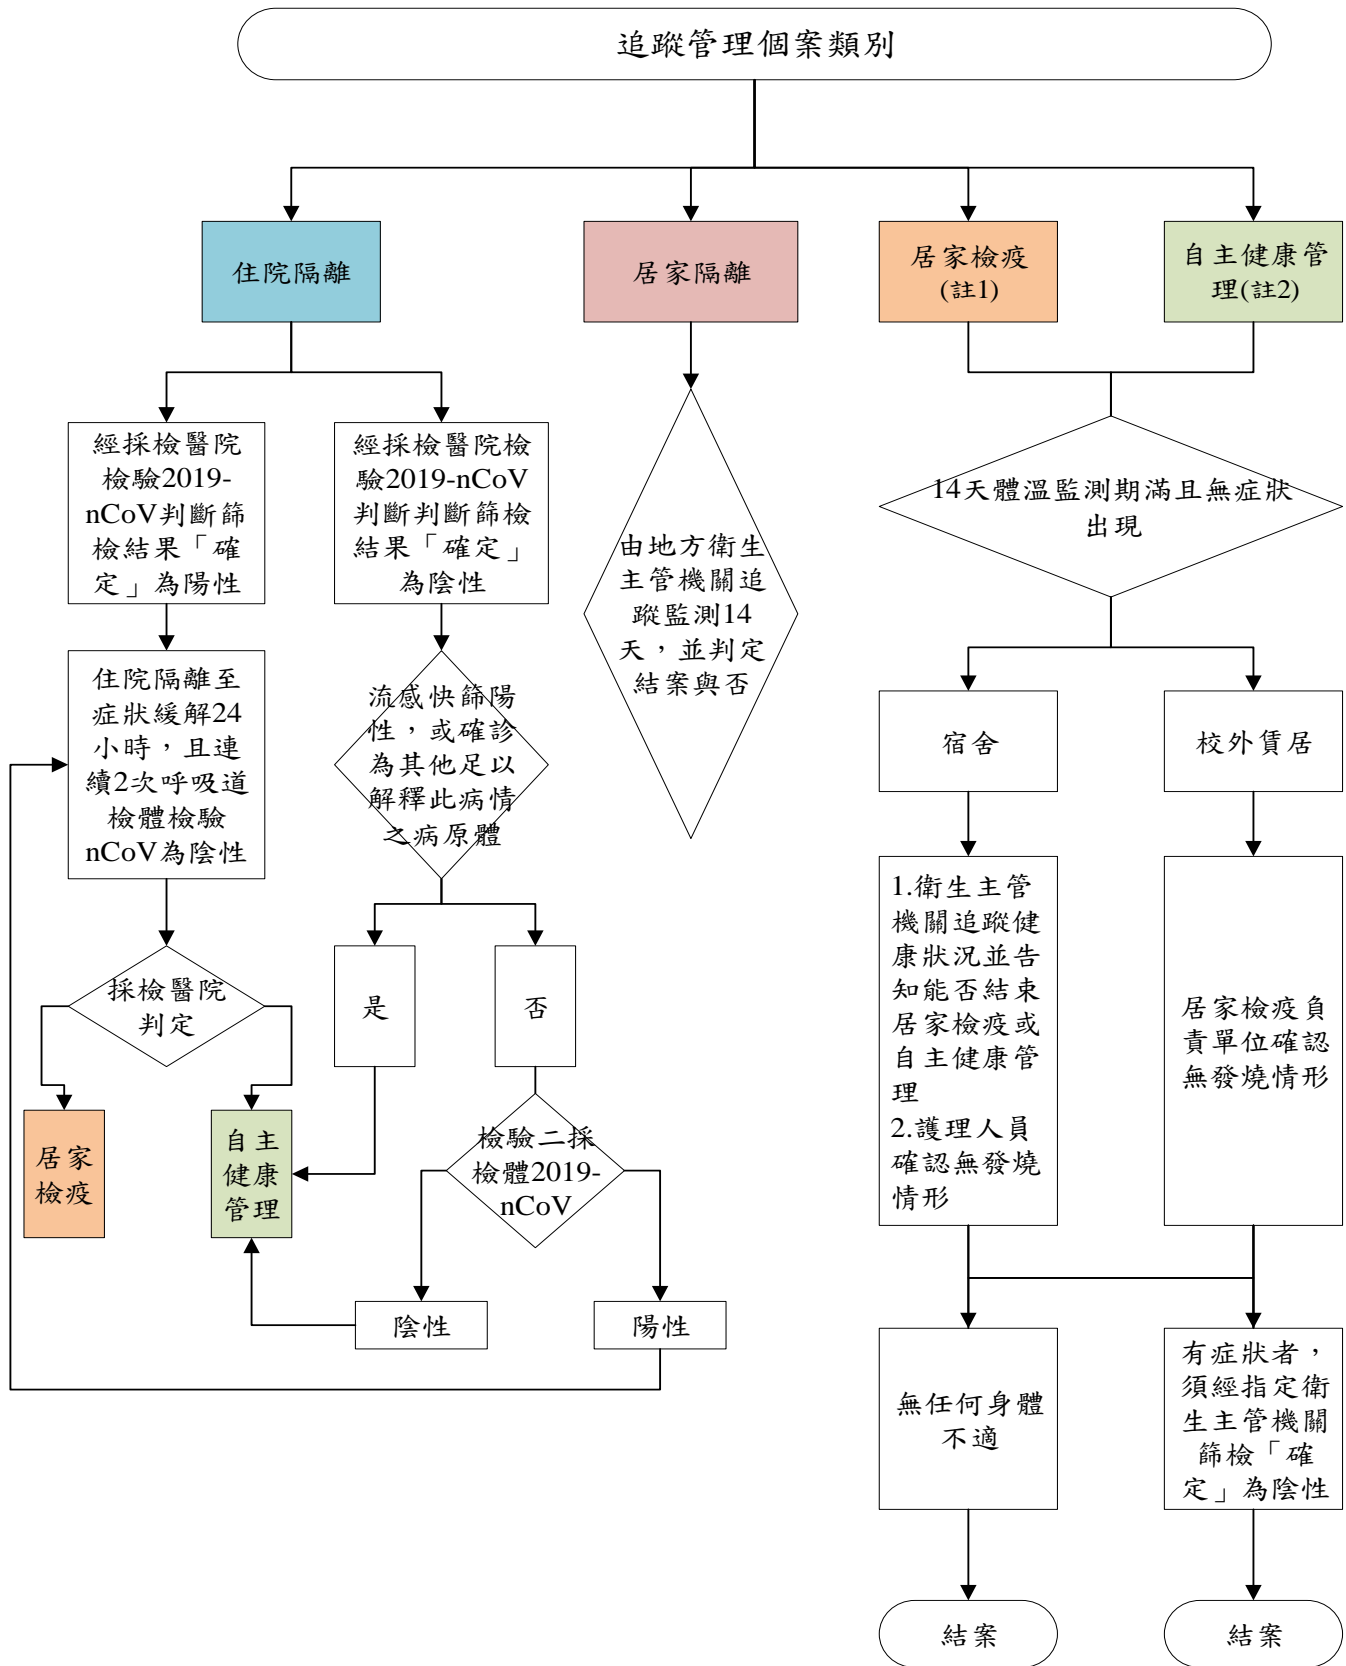 追蹤管理個案類別
住院隔離
居家隔離
居家檢疫
(註1)
自主健康管
理(註2)
經採檢醫院
檢驗2019-
nCoV判斷篩
檢結果「確
定」為陽性
經採檢醫院檢
驗2019-nCoV
判斷判斷篩檢
結果「確定」
為陰性
14天體溫監測期滿且無症狀
出現
由地方衛生
主管機關追
蹤監測14
天，並判定
結案與否
住院隔離至
症狀緩解24
小時，且連
續2次呼吸道
檢體檢驗
nCoV為陰性
流感快篩陽
性，或確診
為其他足以
解釋此病情
之病原體
宿舍
校外賃居
1.衛生主管
機關追蹤健
康狀況並告
知能否結束
居家檢疫或
自主健康管
理
2.護理人員
確認無發燒
情形
居家檢疫負
責單位確認
無發燒情形
採檢醫院
判定
是
否
居家
檢疫
自主
健康
管理
檢驗二採
檢體2019-
nCoV
陰性
陽性
無任何身體
不適
有症狀者，
須經指定衛
生主管機關
篩檢「確
定」為陰性
結案
結案